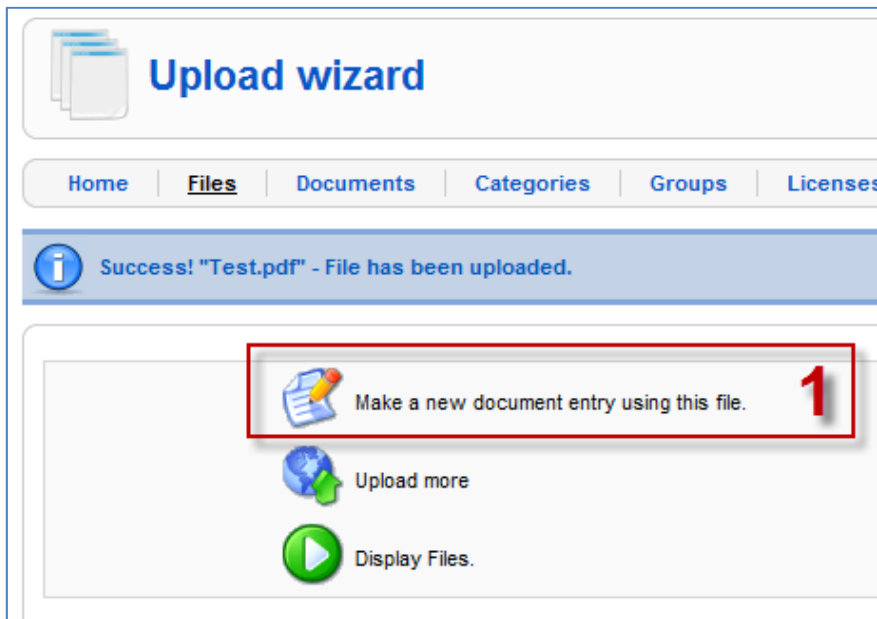 Upload wizard
Home Files Documents Categories Groups Licenses
Success! "Test.pdf" - File has been uploaded.
Make a new document entry using this file. 1
Upload more
Display Files.